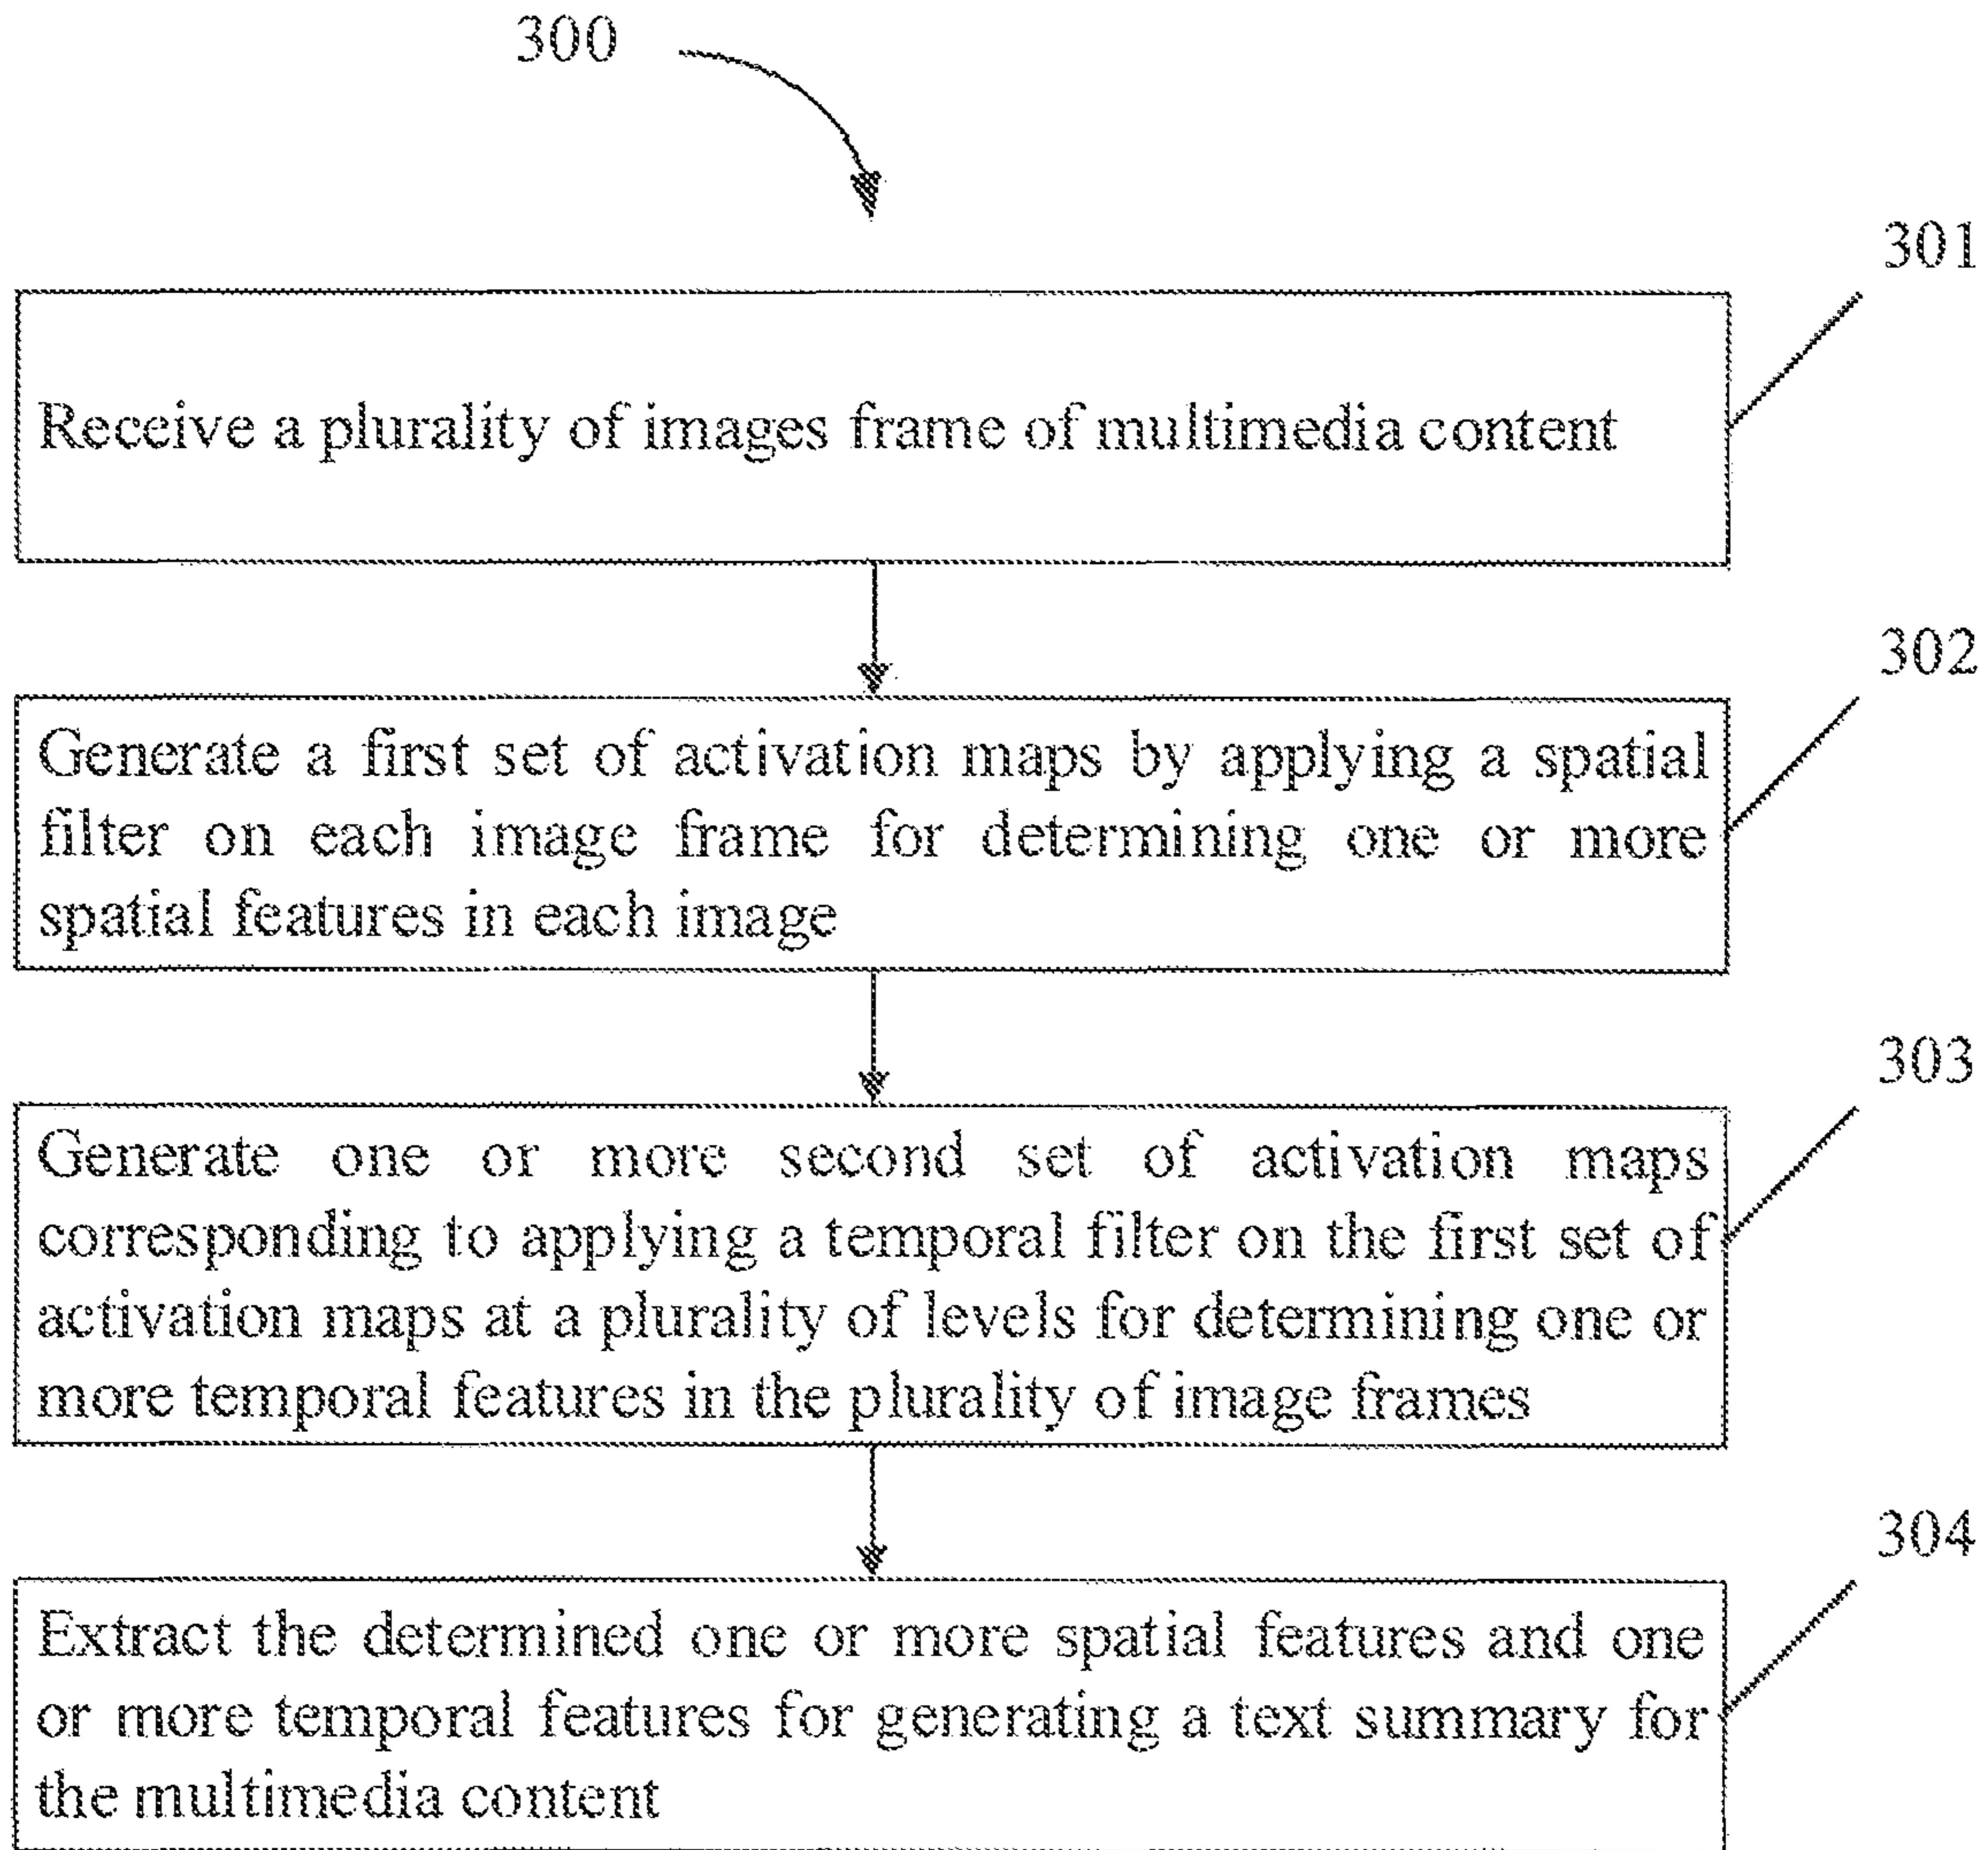 300
301
Receive a plurality of images frame of multimedia content
302
Generate a first set of activation maps by applying a spatial
filter on each image frame for determining one or more
spatial features in each image
303
Generate one or more second set of activation maps
corresponding to applying a temporal filter on the first set of
activation maps at a plurality of levels for determining one or
more temporal features in the plurality of image frames
304
Extract the determined one or more spatial features and one
or more temporal features for generating a text summary for
the multimedia content